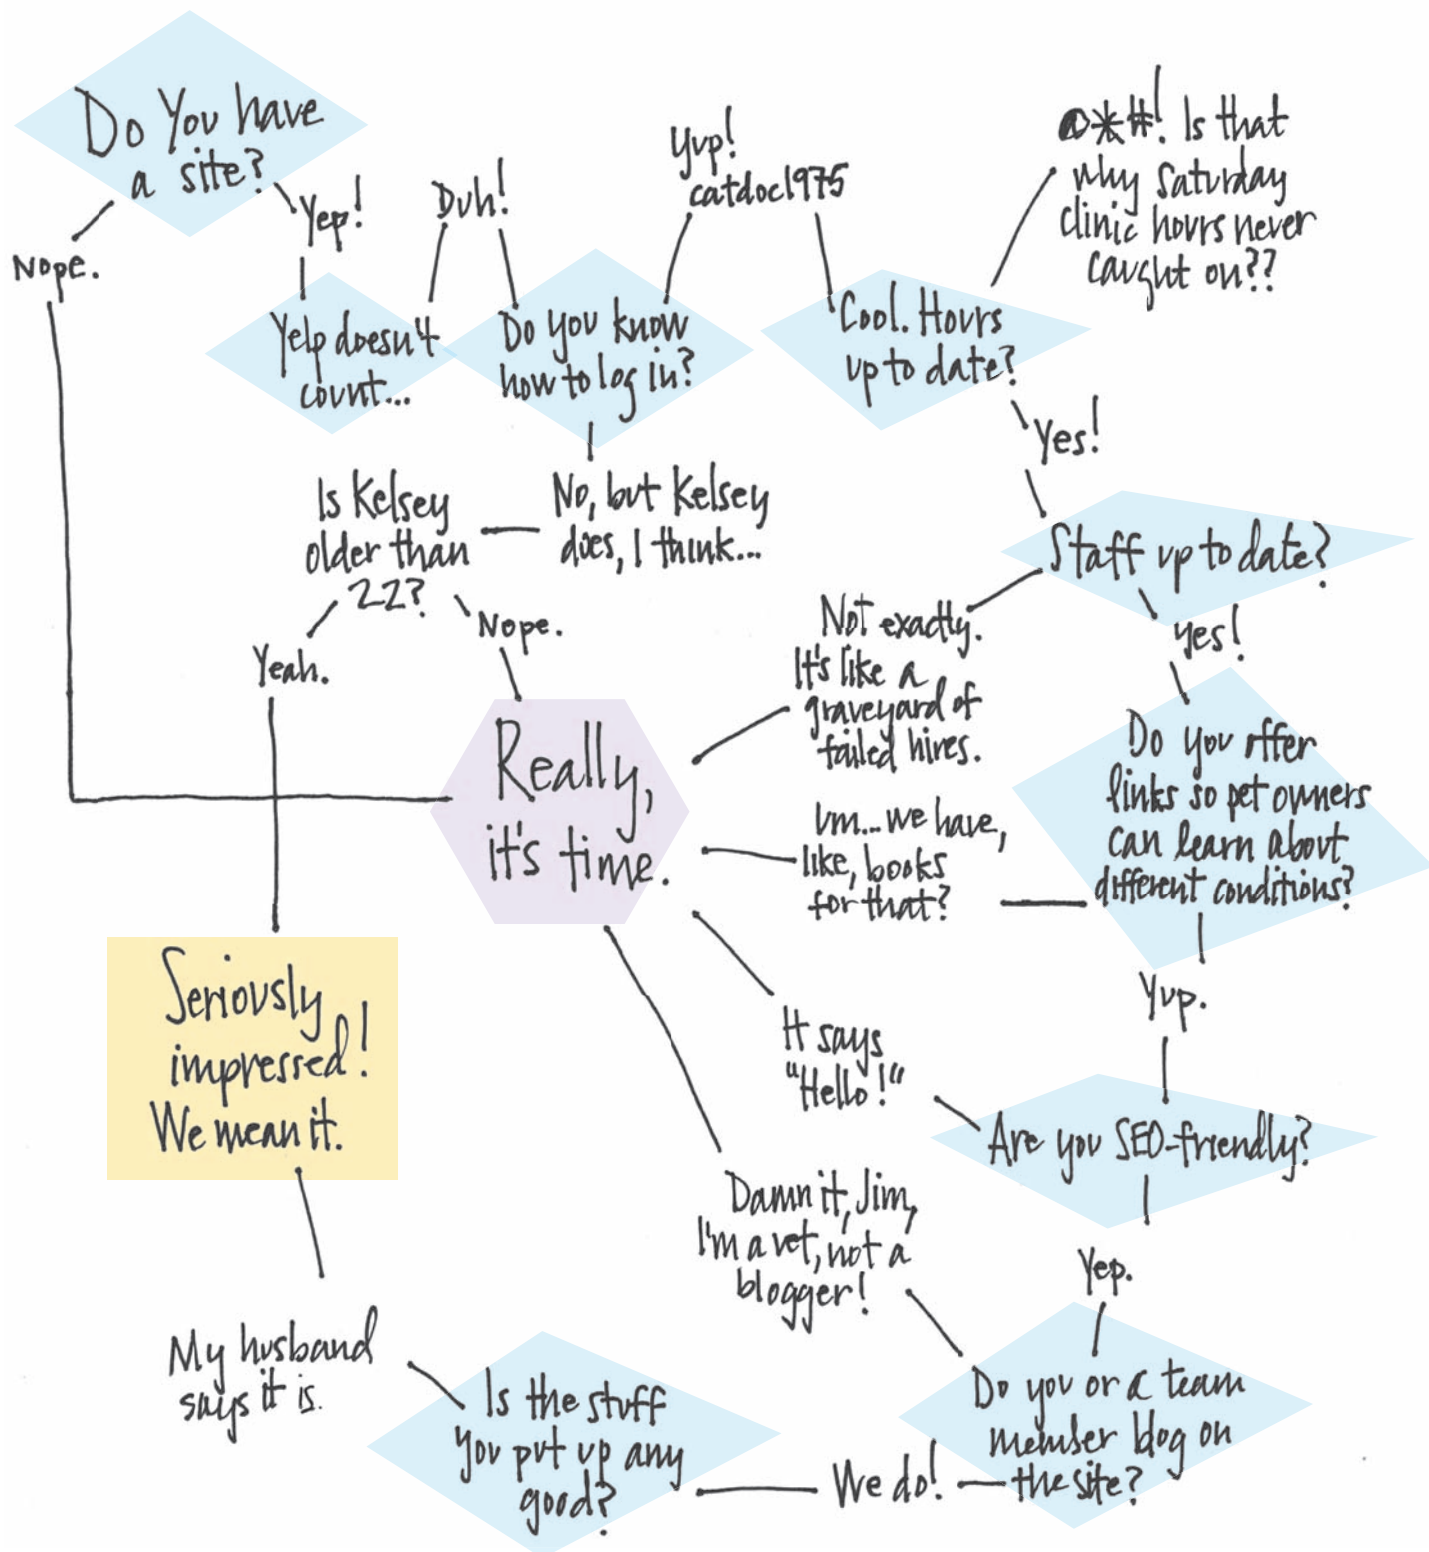 Do You have
a site?
Nope.
Yep!
Yelp doesn't
count...
Duh!
Do you know
how to log in?
Yup!
catdoc1975
Cool. Hours
up to date?
@*#! Is that
why Saturday
clinic hours never
caught on??
Yes!
No, but Kelsey
does, I think...
Is Kelsey
older than
22?
Yeah.
Nope.
Staff up to date?
Not exactly.
It's like a
graveyard of
failed hires.
yes!
Really,
it's time.
Do you offer
links so pet owners
can learn about
different conditions?
Um...we have,
like, books
for that?
Yup.
Seriously
impressed!
We mean it.
It says
"Hello!"
Are you SEO-friendly?
Yep.
Damn it, Jim,
I'm a vet, not a
blogger!
Do you or a team
member blog on
the site?
We do!
Is the stuff
you put up any
good?
My husband
says it is.